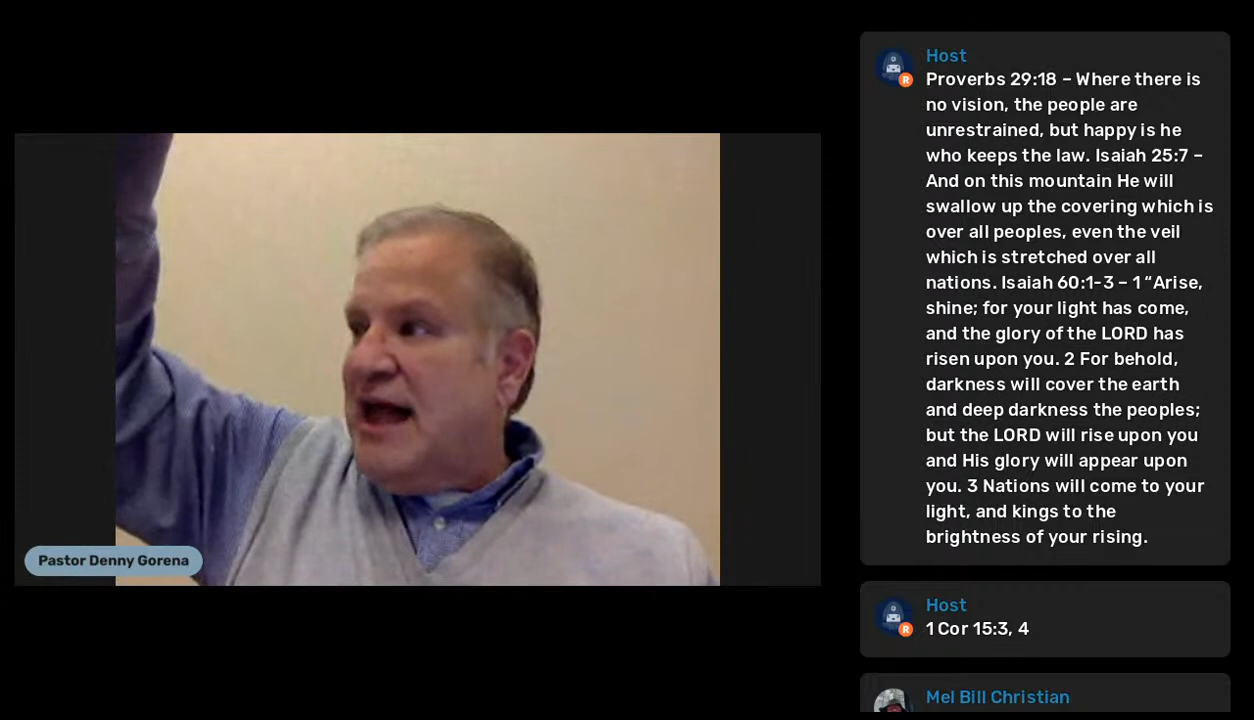 Host
Proverbs 29:18 – Where there is
no vision, the people are
unrestrained, but happy is he
who keeps the law. Isaiah 25:7 –
And on this mountain He will
swallow up the covering which is
over all peoples, even the veil
which is stretched over all
nations. Isaiah 60:1-3 – 1 “Arise,
shine; for your light has come,
and the glory of the LORD has
risen upon you. 2 For behold,
darkness will cover the earth
and deep darkness the peoples;
but the LORD will rise upon you
and His glory will appear upon
you. 3 Nations will come to your
light, and kings to the
brightness of your rising.
Host
1 Cor 15:3, 4
Mel Bill Christian
Pastor Denny Gorena
R
R